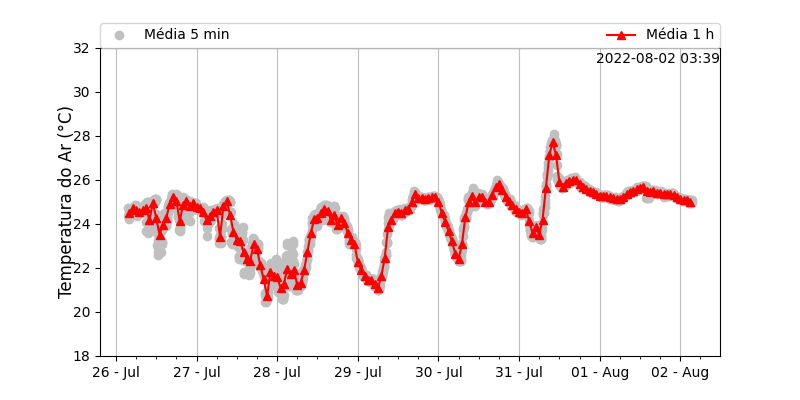 Média 5 min
Média 1 h
2022-08-02 03:39
Temperatura do Ar (°C)
32
30
28
26
24
22
20
18
26 - Jul
27 - Jul
28 - Jul
29 - Jul
30 - Jul
31 - Jul
01 - Aug
02 - Aug